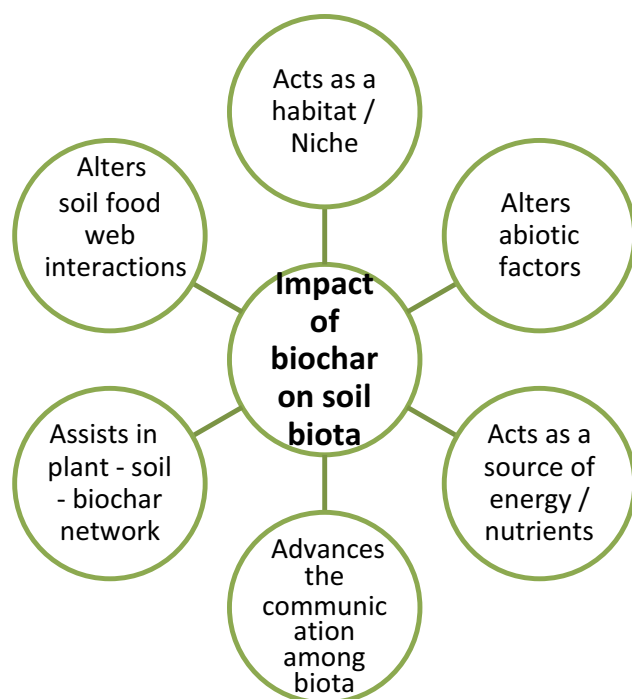 Acts as a
habitat /
Niche
Alters
abiotic
factors
Acts as a
source of
energy /
nutrients
Advances
the
communic
ation
among
biota
Assists in
plant - soil
- biochar
network
Alters
soil food
web
interactions
Impact
of
biochar
on soil
biota